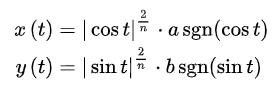 x (t) = |cos t|^{2/n} · a sgn(cos t)
y (t) = |sin t|^{2/n} · b sgn(sin t)